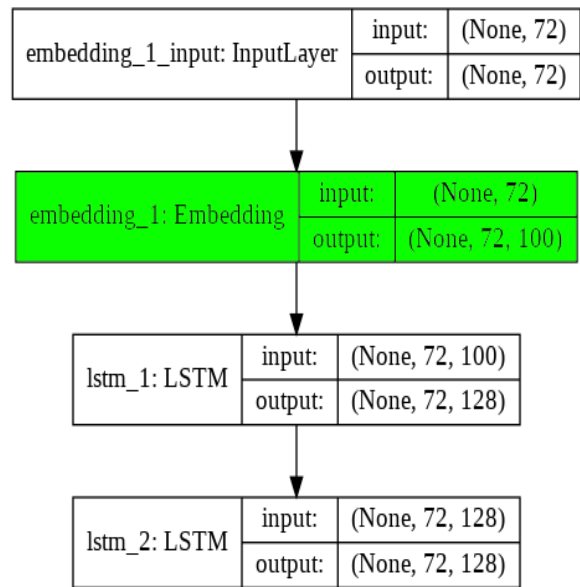 embedding_1_input: InputLayer
input: (None, 72)
output: (None, 72)
embedding_1: Embedding
input: (None, 72)
output: (None, 72, 100)
lstm_1: LSTM
input: (None, 72, 100)
output: (None, 72, 128)
lstm_2: LSTM
input: (None, 72, 128)
output: (None, 72, 128)